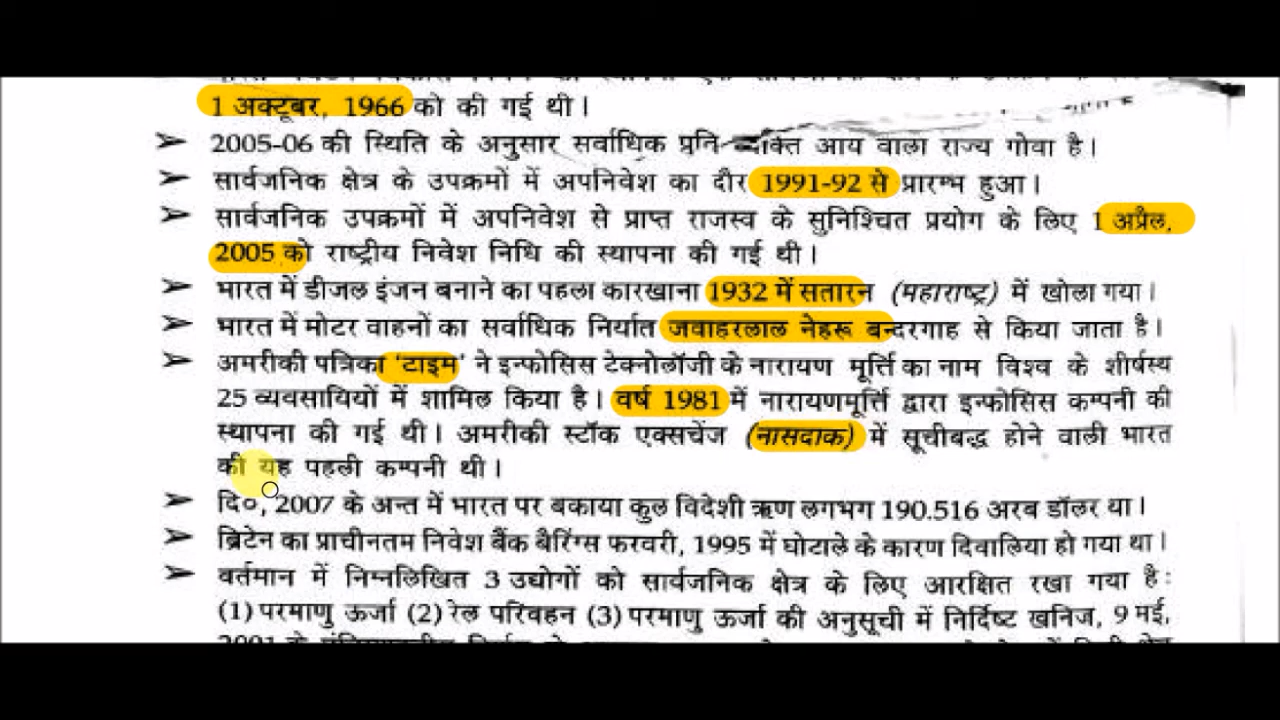 1 अक्टूबर, 1966 को की गई थी।
➢ 2005-06 की स्थिति के अनुसार सर्वाधिक प्रति व्यक्ति आय वाला राज्य गोवा है।
➢ सार्वजनिक क्षेत्र के उपक्रमों में अपनिवेश का दौर 1991-92 से प्रारम्भ हुआ।
➢ सार्वजनिक उपक्रमों में अपनिवेश से प्राप्त राजस्व के सुनिश्चित प्रयोग के लिए 1 अप्रैल,
2005 को राष्ट्रीय निवेश निधि की स्थापना की गई थी।
➢ भारत में डीजल इंजन बनाने का पहला कारखाना 1932 में सतारन (महाराष्ट्र) में खोला गया।
➢ भारत में मोटर वाहनों का सर्वाधिक निर्यात जवाहरलाल नेहरू बन्दरगाह से किया जाता है।
➢ अमरीकी पत्रिका ‘टाइम’ ने इन्फोसिस टेक्नोलॉजी के नारायण मूर्त्ति का नाम विश्व के शीर्षस्थ
25 व्यवसायियों में शामिल किया है। वर्ष 1981 में नारायणमूर्त्ति द्वारा इन्फोसिस कम्पनी की
स्थापना की गई थी। अमरीकी स्टॉक एक्सचेंज (नासदाक) में सूचीबद्ध होने वाली भारत
की यह पहली कम्पनी थी।
➢ दि०, 2007 के अन्त में भारत पर बकाया कुल विदेशी ऋण लगभग 190.516 अरब डॉलर था।
➢ ब्रिटेन का प्राचीनतम निवेश बैंक बैरिंग्स फरवरी, 1995 में घोटाले के कारण दिवालिया हो गया था।
➢ वर्तमान में निम्नलिखित 3 उद्योगों को सार्वजनिक क्षेत्र के लिए आरक्षित रखा गया है:
(1) परमाणु ऊर्जा (2) रेल परिवहन (3) परमाणु ऊर्जा की अनुसूची में निर्दिष्ट खनिज, 9 मई,